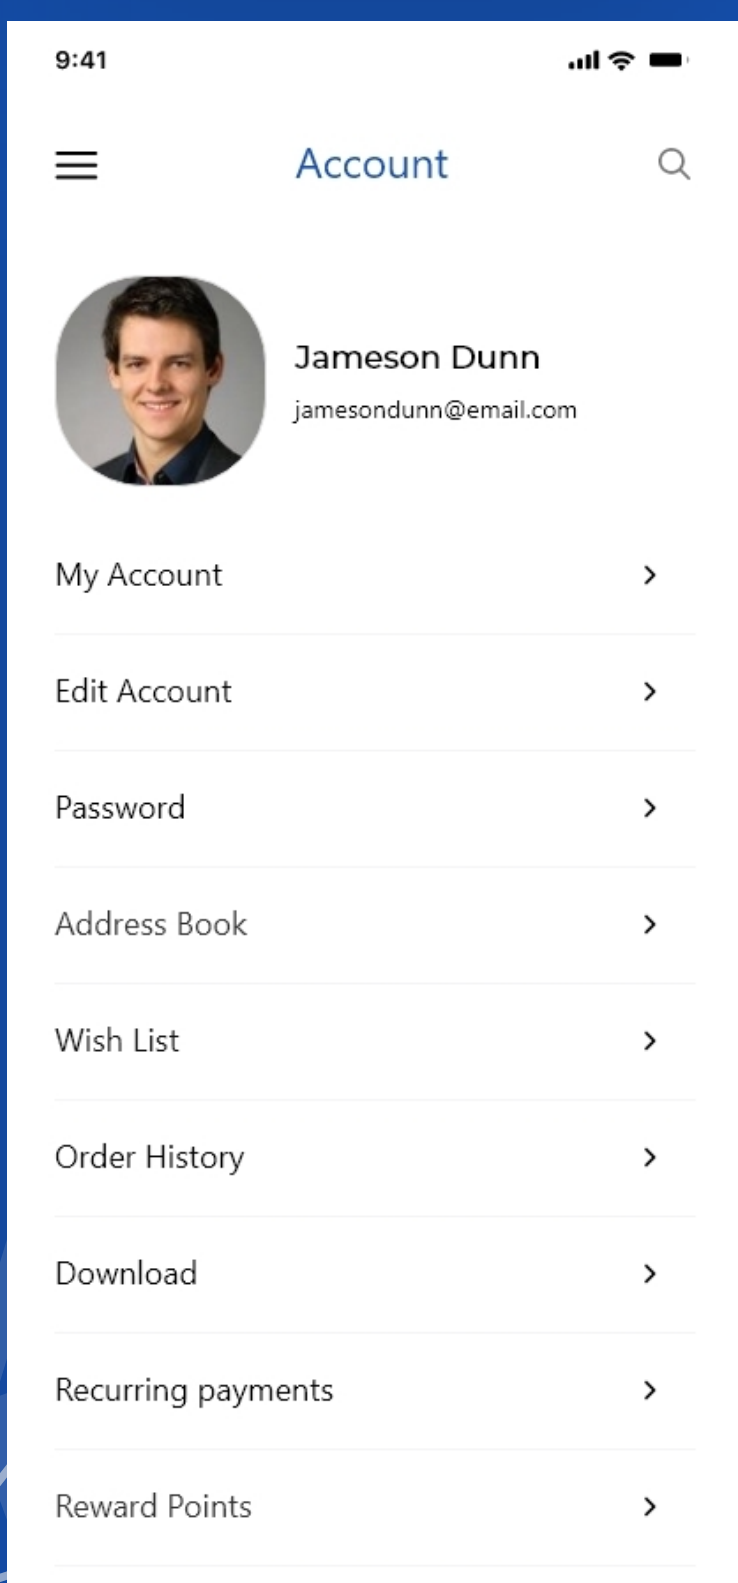 9:41
Account
Jameson Dunn
jamesondunn@email.com
My Account
Edit Account
Password
Address Book
Wish List
Order History
Download
Recurring payments
Reward Points